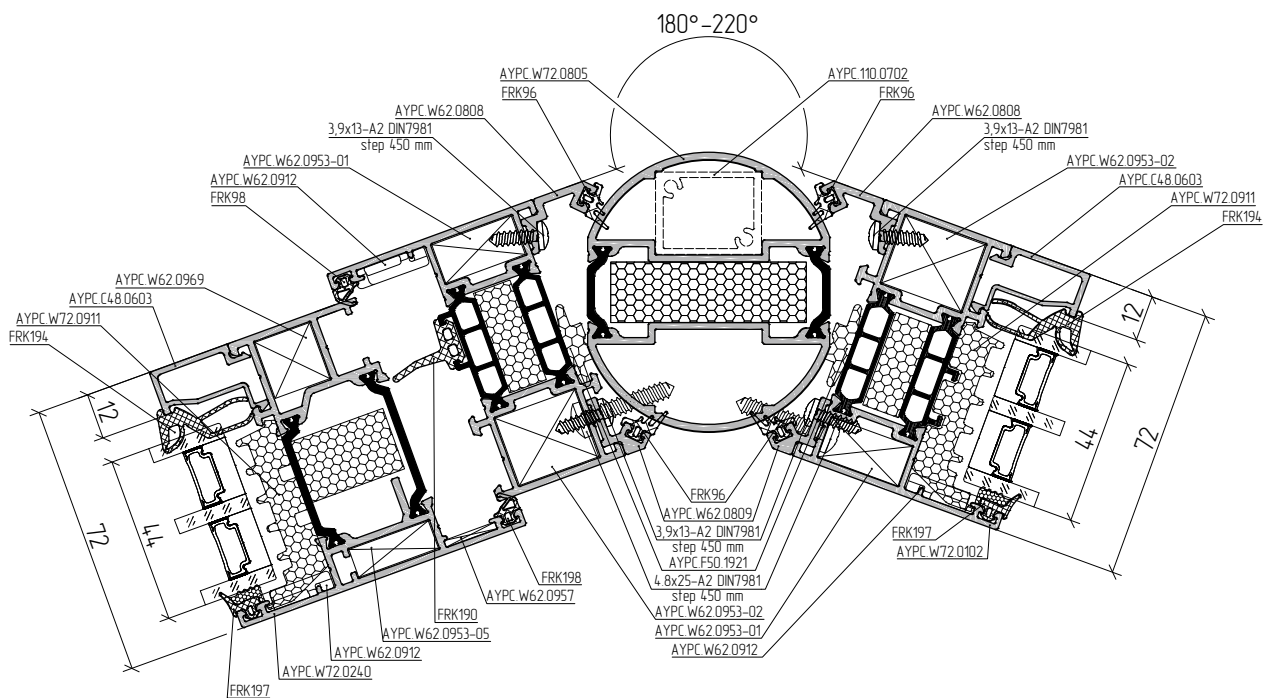 180°-220°
AYPC.W72.0805
FRK96
AYPC.W62.0808
3,9x13-A2 DIN7981
step 450 mm
AYPC.W62.0953-01
AYPC.W62.0912
FRK98
AYPC.W62.0969
AYPC.C48.0603
AYPC.W72.0911
FRK194
AYPC.110.0702
FRK96
AYPC.W62.0808
3,9x13-A2 DIN7981
step 450 mm
AYPC.W62.0953-02
AYPC.C48.0603
AYPC.W72.0911
FRK194
12
44
72
12
44
72
FRK96
AYPC.W62.0809
3,9x13-A2 DIN7981
step 450 mm
AYPC.F50.1921
4.8x25-A2 DIN7981
step 450 mm
AYPC.W62.0953-02
AYPC.W62.0953-01
AYPC.W62.0912
FRK197
AYPC.W72.0102
FRK198
AYPC.W62.0957
FRK190
AYPC.W62.0953-05
AYPC.W62.0912
AYPC.W72.0240
FRK197